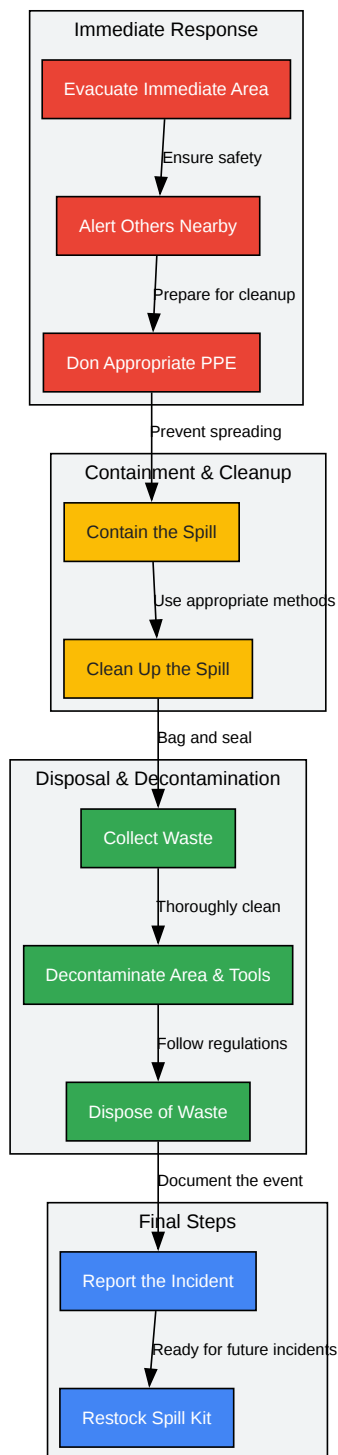 Immediate Response
Evacuate Immediate Area
Ensure safety
Alert Others Nearby
Prepare for cleanup
Don Appropriate PPE
Prevent spreading
Containment & Cleanup
Contain the Spill
Use appropriate methods
Clean Up the Spill
Bag and seal
Disposal & Decontamination
Collect Waste
Thoroughly clean
Decontaminate Area & Tools
Follow regulations
Dispose of Waste
Document the event
Final Steps
Report the Incident
Ready for future incidents
Restock Spill Kit